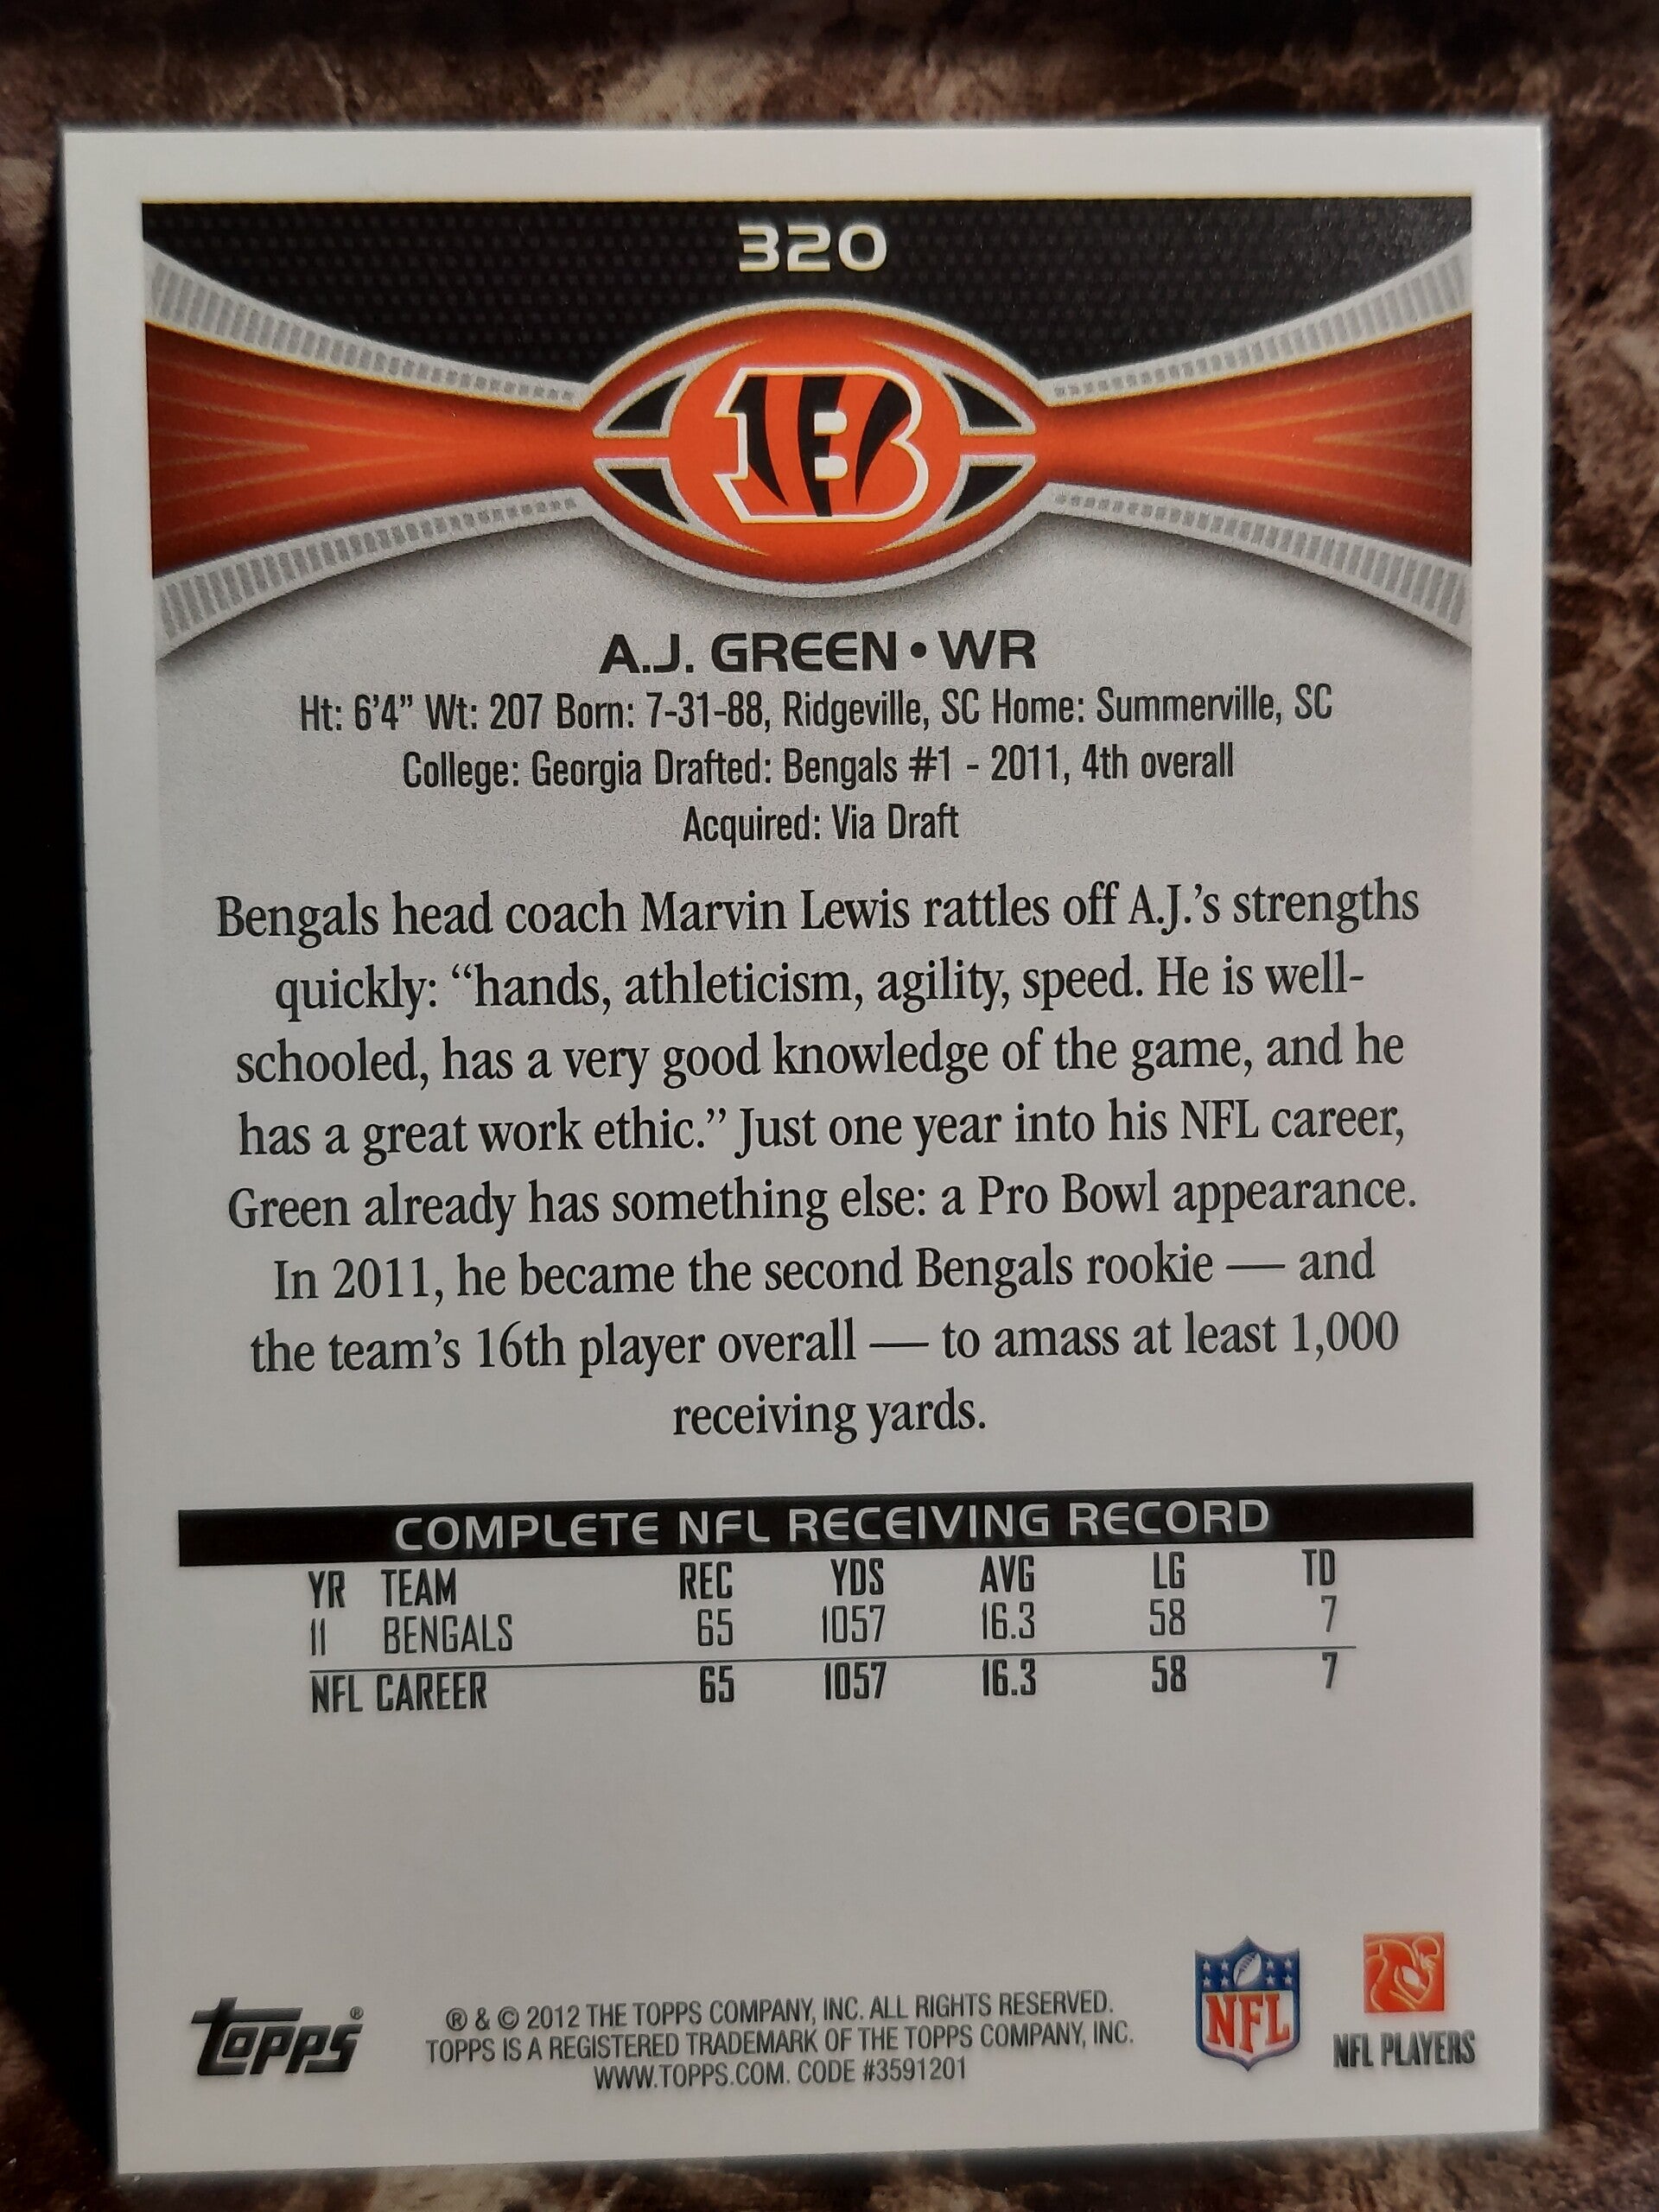 320
B
A.J. GREEN • WR
Ht: 6’4” Wt: 207 Born: 7-31-88, Ridgeville, SC Home: Summerville, SC
College: Georgia Drafted: Bengals #1 - 2011, 4th overall
Acquired: Via Draft
Bengals head coach Marvin Lewis rattles off A.J.’s strengths
quickly: “hands, athleticism, agility, speed. He is well-
schooled, has a very good knowledge of the game, and he
has a great work ethic.” Just one year into his NFL career,
Green already has something else: a Pro Bowl appearance.
In 2011, he became the second Bengals rookie — and
the team’s 16th player overall — to amass at least 1,000
receiving yards.
COMPLETE NFL RECEIVING RECORD
YR TEAM REC YDS AVG LG TD
11 BENGALS 65 1057 16.3 58 7
NFL CAREER 65 1057 16.3 58 7
Topps®
® & © 2012 THE TOPPS COMPANY, INC. ALL RIGHTS RESERVED.
TOPPS IS A REGISTERED TRADEMARK OF THE TOPPS COMPANY, INC.
WWW.TOPPS.COM. CODE #3591201
NFL
NFL PLAYERS